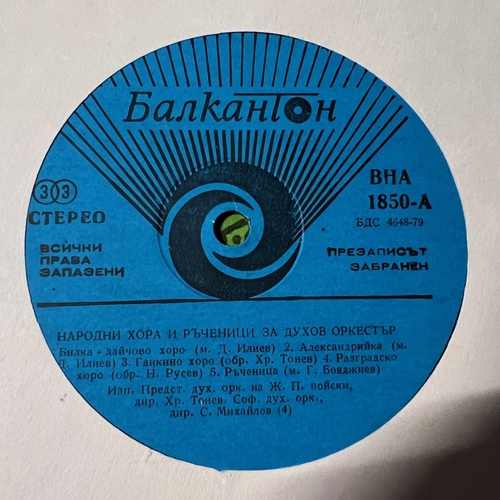 Балкантон
33
СТЕРЕО
ВНА
1850-А
БДС 4648-79
ВСИЧКИ
ПРАВА
ЗАПАЗЕНИ
ПРЕЗАПИСЪТ
ЗАБРАНЕН
НАРОДНИ ХОРА И РЪЧЕНИЦИ ЗА ДУХОВ ОРКЕСТЪР
Билка - дайчово хоро (м. Д. Илиев) 2. Александрийка (м.
Д. Илиев) 3. Ганкино хоро (обр. Хр. Тонев) 4. Разградско
хоро (обр. Н. Русев) 5. Ръченица (м. Г. Бояджиев)
Изп. Предст. дух. орк. на Ж. П. войски,
дир. Хр. Тонев. Соф. дух. орк.,
дир. С. Михайлов (4)